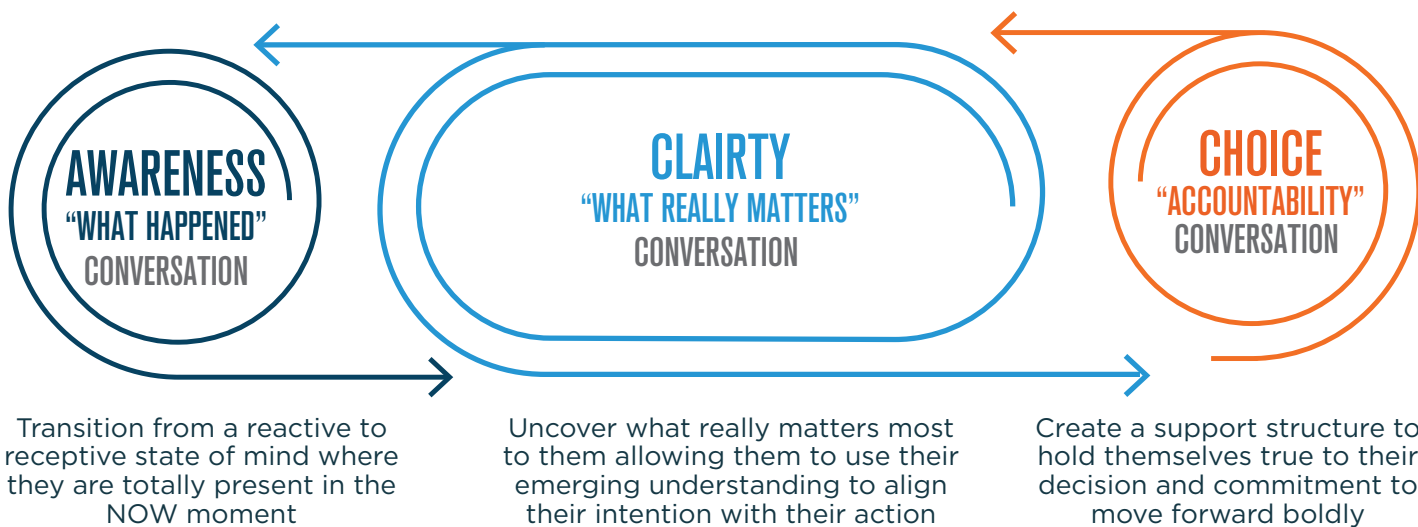 AWARENESS
“WHAT HAPPENED”
CONVERSATION
CLAIRTY
“WHAT REALLY MATTERS”
CONVERSATION
CHOICE
“ACCOUNTABILITY”
CONVERSATION
Transition from a reactive to
receptive state of mind where
they are totally present in the
NOW moment
Uncover what really matters most
to them allowing them to use their
emerging understanding to align
their intention with their action
Create a support structure to
hold themselves true to their
decision and commitment to
move forward boldly